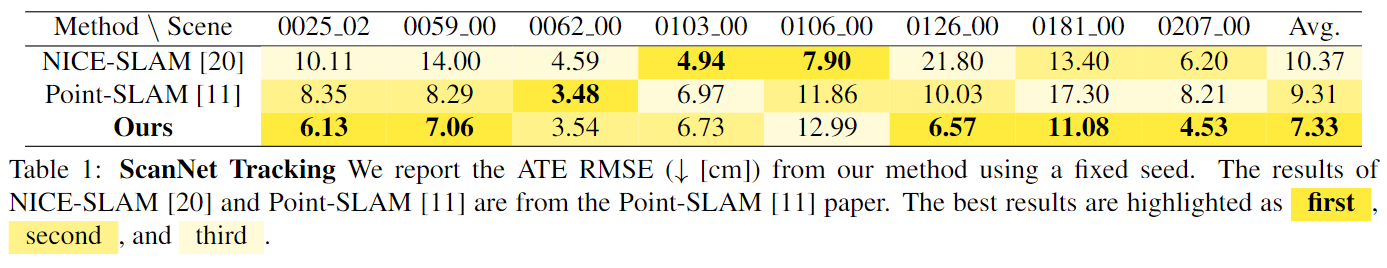 Method \ Scene 0025_02 0059_00 0062_00 0103_00 0106_00 0126_00 0181_00 0207_00 Avg.
NICE-SLAM [20] 10.11 14.00 4.59 4.94 7.90 21.80 13.40 6.20 10.37
Point-SLAM [11] 8.35 8.29 3.48 6.97 11.86 10.03 17.30 8.21 9.31
Ours 6.13 7.06 3.54 6.73 12.99 6.57 11.08 4.53 7.33
Table 1: ScanNet Tracking We report the ATE RMSE (↓ [cm]) from our method using a fixed seed. The results of
NICE-SLAM [20] and Point-SLAM [11] are from the Point-SLAM [11] paper. The best results are highlighted as first ,
second , and third .